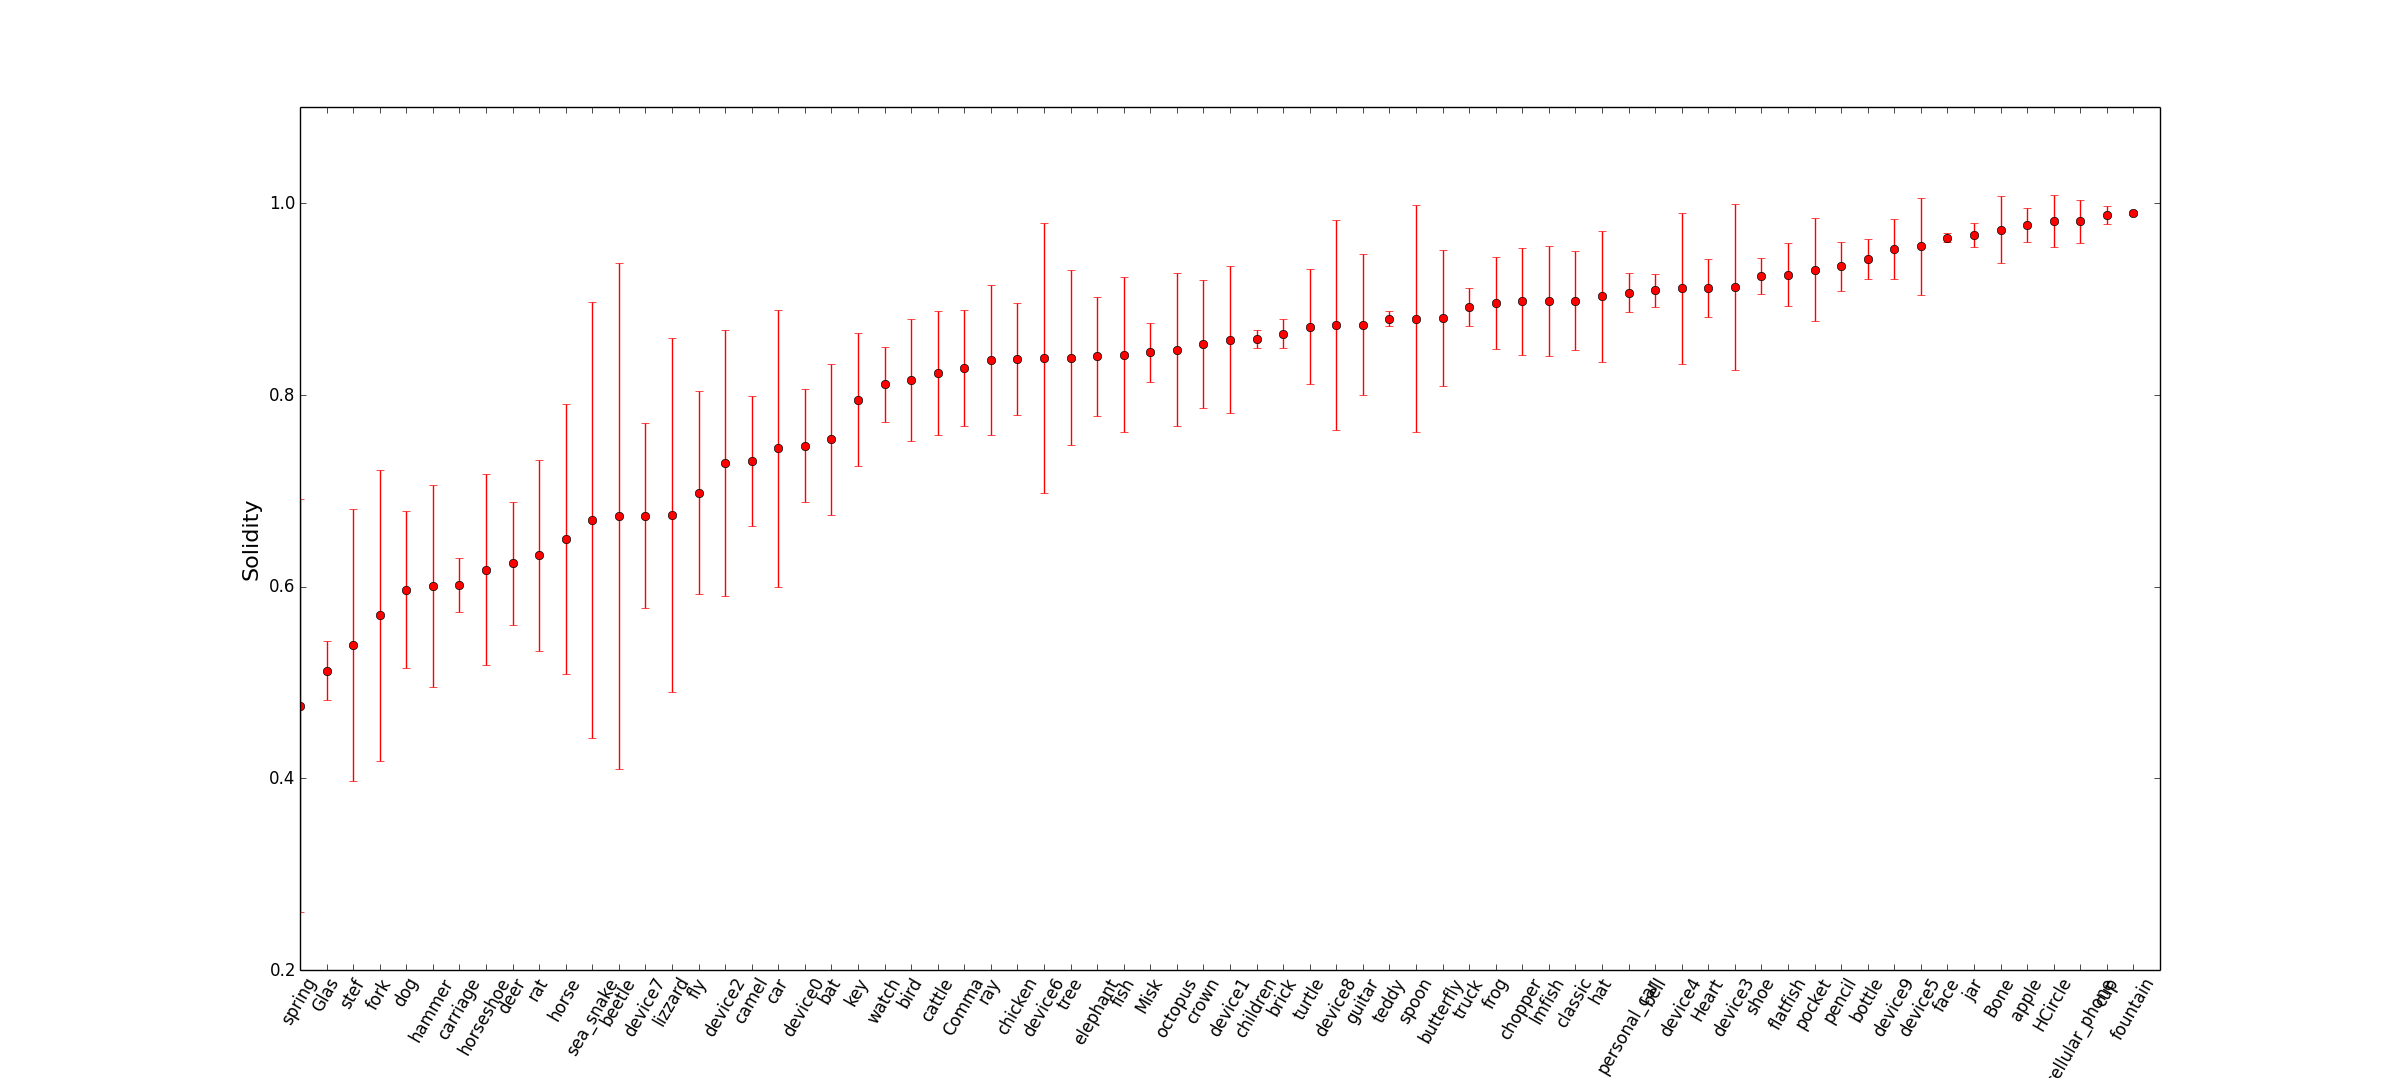 Solidity
1.0
0.8
0.6
0.4
0.2
spring
Glas
stef
fork
dog
hammer
carriage
horseshoe
deer
rat
horse
sea_snake
beetle
device7
lizzard
fly
device2
camel
car
device0
bat
key
watch
bird
cattle
Comma
ray
chicken
device6
tree
elephant
fish
Misk
octopus
crown
device1
children
brick
turtle
device8
guitar
teddy
spoon
butterfly
truck
frog
chopper
lmfish
classic
hat
personal_car
bell
device4
Heart
device3
shoe
flatfish
pocket
pencil
bottle
device9
device5
face
jar
Bone
apple
HCircle
ellular_phone
cup
fountain